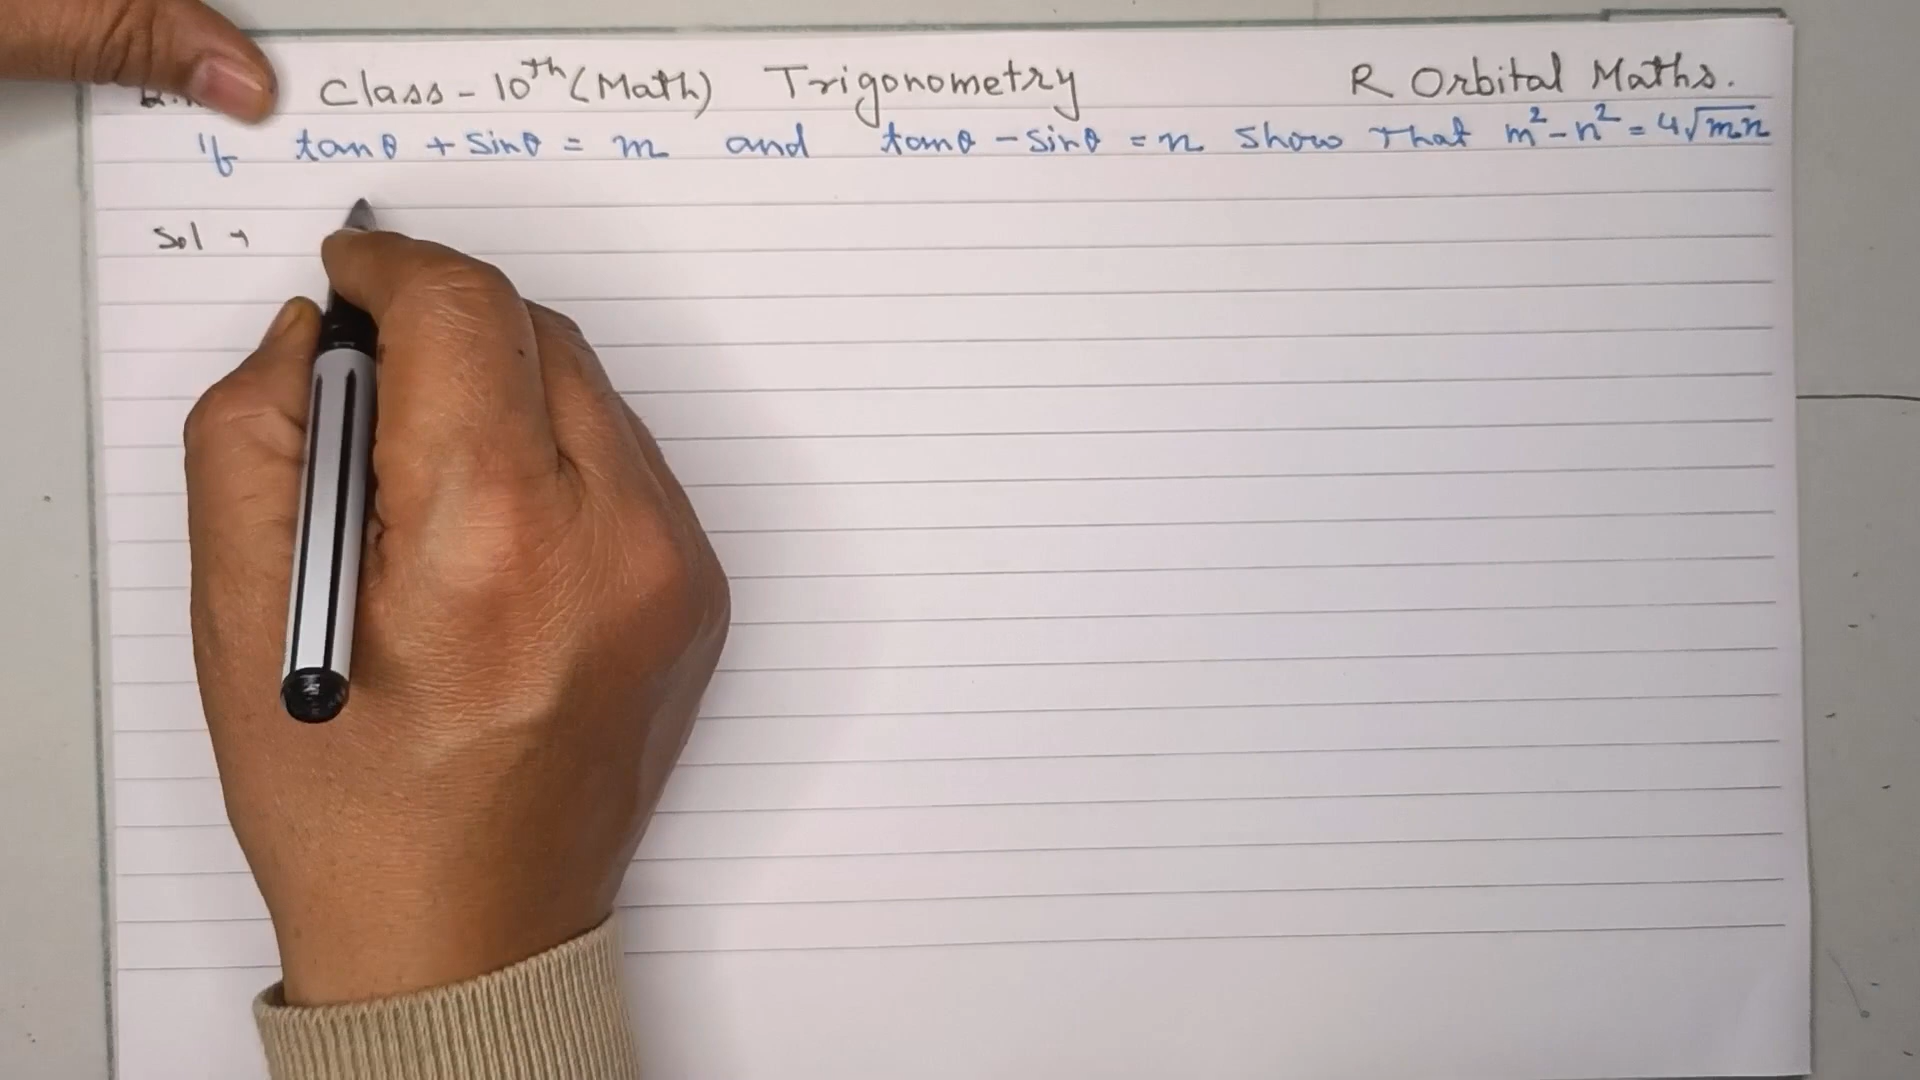 Class - 10th (Math) Trigonometry R Orbital Maths.
If tanθ + sinθ = m and tanθ - sinθ = n show that m² - n² = 4√mn
Sol →